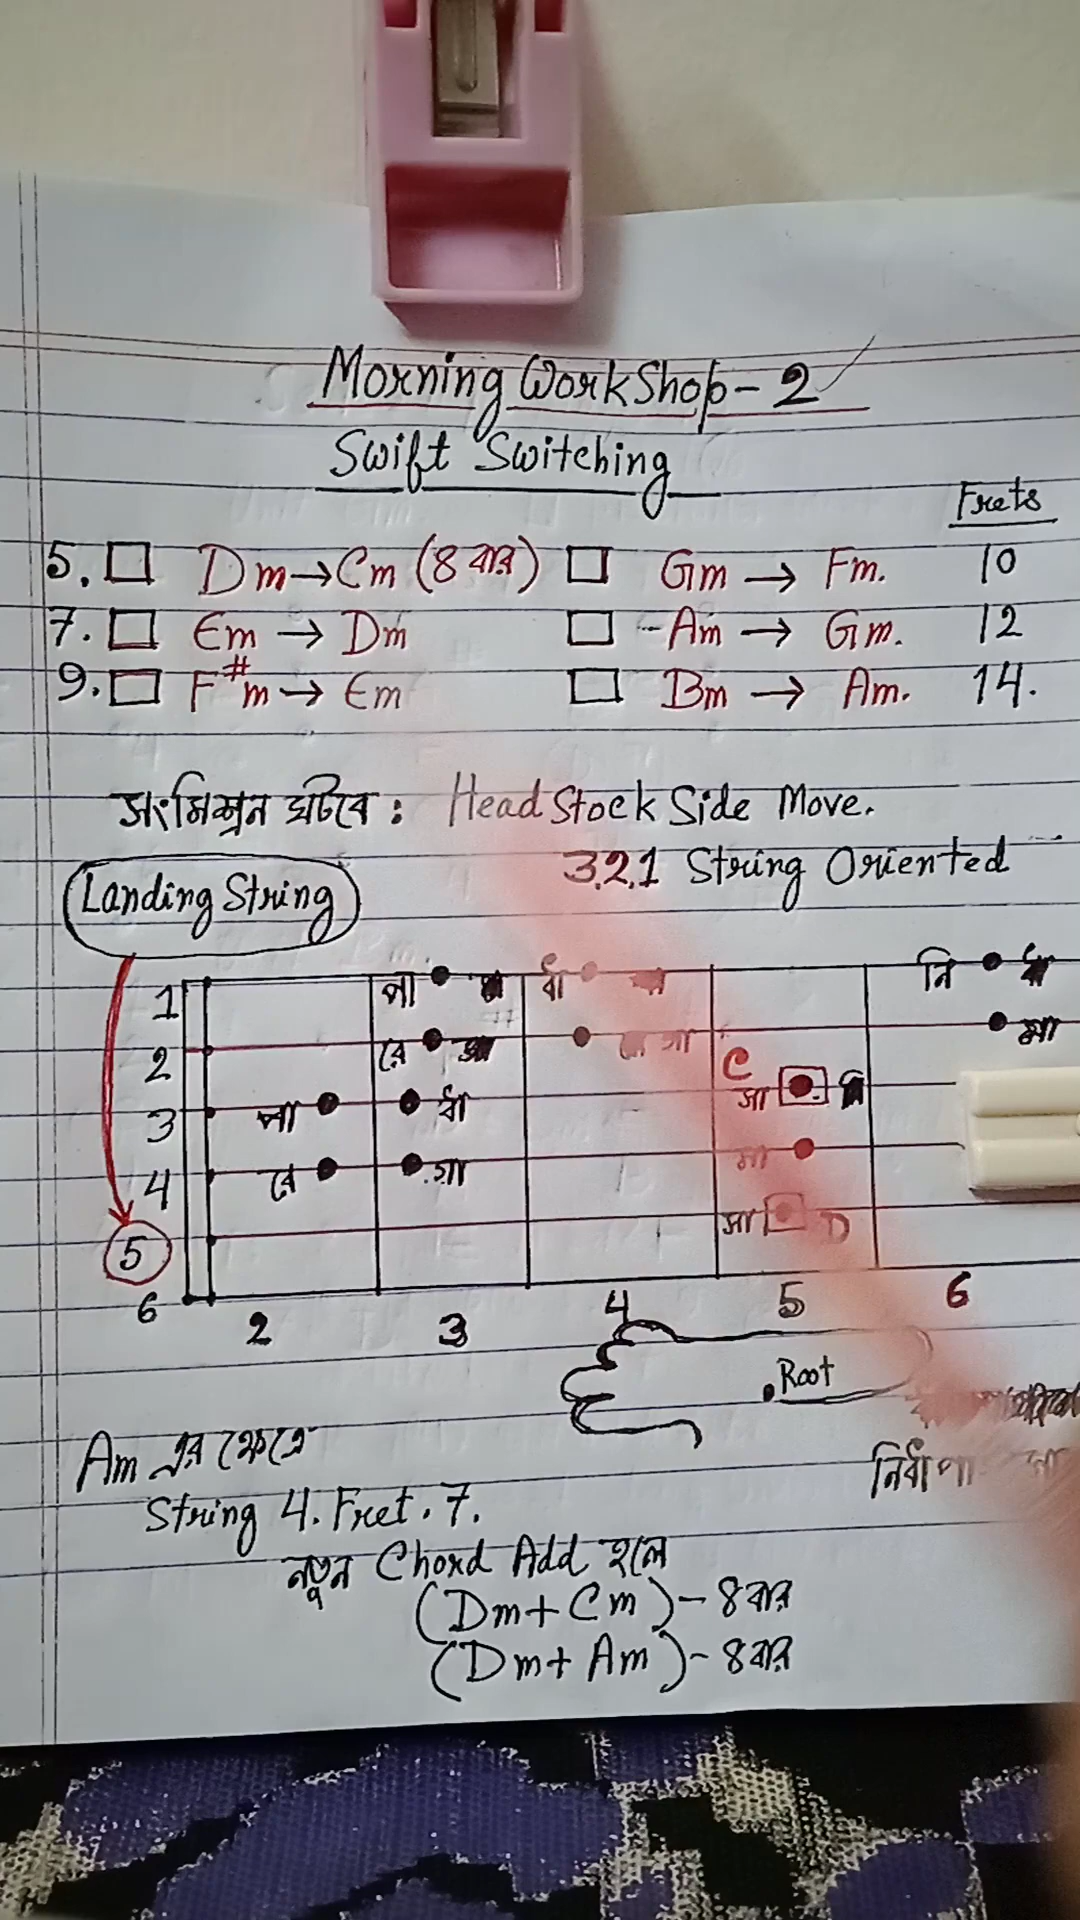 Morning WorkShop - 2
Swift Switching
Frets
5. Dm → Cm (8 বার) Gm → Fm. 10
7. Em → Dm Am → Gm. 12
9. F#m → Em Bm → Am. 14.
সংমিশ্রন ঘটবে : Head Stock Side Move.
3,2,1 String Oriented
Landing String
1 পা ধা নি
2 রে গা মা
C
3 পা ধা সা নি
4 রে গা মা
5 সা D
6
2 3 4 5 6
Root
Am এর ক্ষেত্রে
নির্ধাপা
String 4. Fret. 7.
নতুন Chord Add হলে
(Dm + Cm) - 8 বার
(Dm + Am) - 8 বার